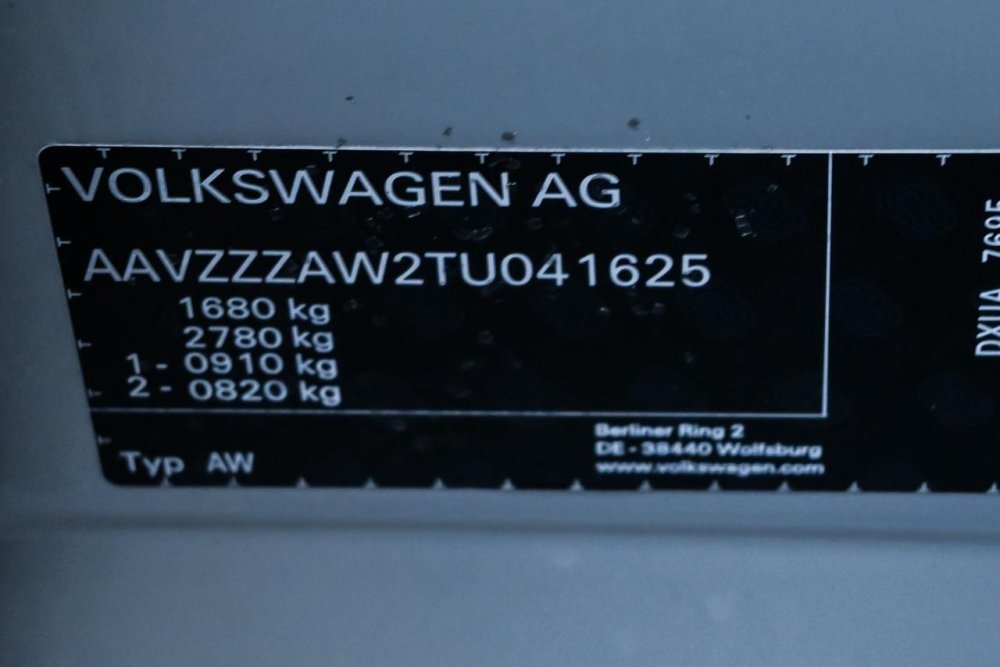 VOLKSWAGEN AG
AAVZZZAW2TU041625
1680 kg
2780 kg
1 - 0910 kg
2 - 0820 kg
Typ AW
Berliner Ring 2
DE - 38440 Wolfsburg
www.volkswagen.com
DXUA 7695